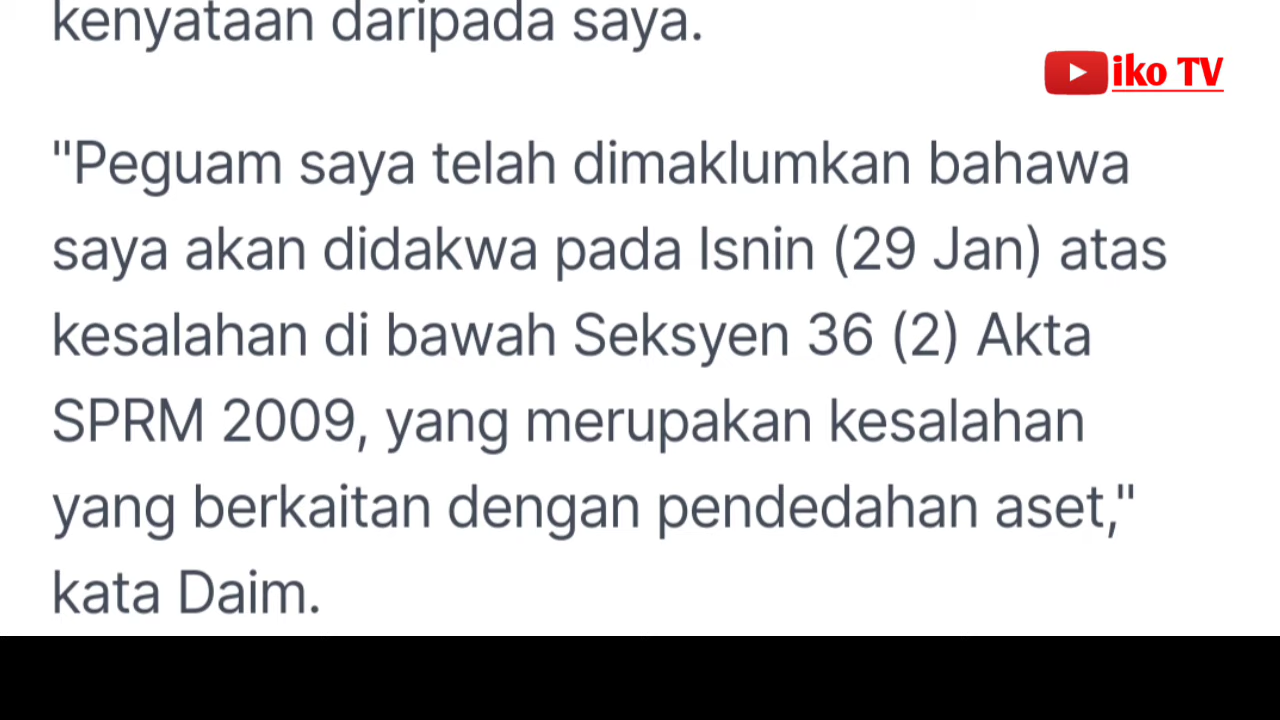 kenyataan daripada saya.
iko TV
"Peguam saya telah dimaklumkan bahawa
saya akan didakwa pada Isnin (29 Jan) atas
kesalahan di bawah Seksyen 36 (2) Akta
SPRM 2009, yang merupakan kesalahan
yang berkaitan dengan pendedahan aset,"
kata Daim.